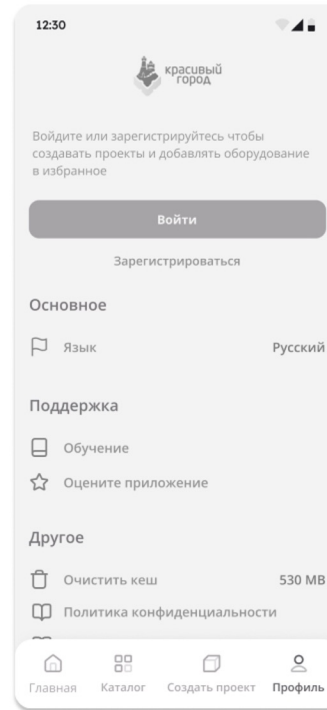 12:30
красивый
город
Войдите или зарегистрируйтесь чтобы
создавать проекты и добавлять оборудование
в избранное
Войти
Зарегистрироваться
Основное
Язык Русский
Поддержка
Обучение
Оцените приложение
Другое
Очистить кеш 530 MB
Политика конфиденциальности
Главная Каталог Создать проект Профиль